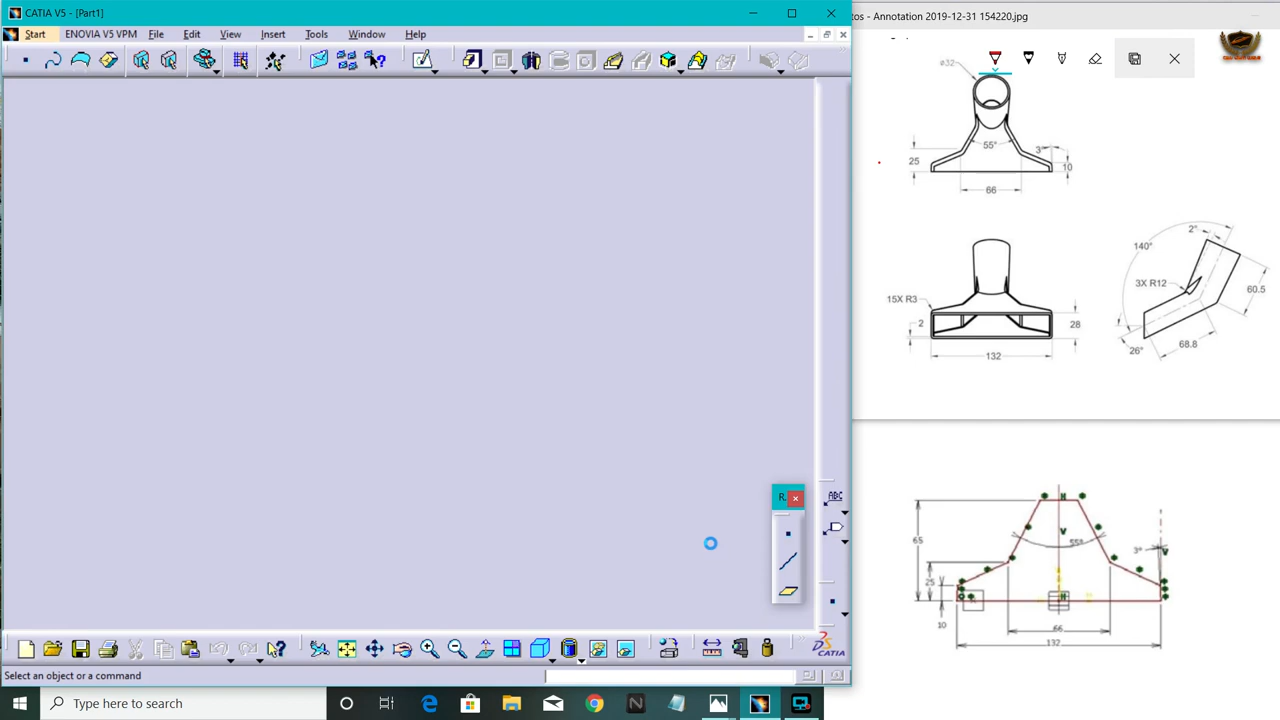 CATIA V5 - [Part1]
tos - Annotation 2019-12-31 154220.jpg
Start
ENOVIA V5 VPM
File
Edit
View
Insert
Tools
Window
Help
ø32
55°
3°
25
10
66
2°
140°
3X R12
60.5
15X R3
2
28
26°
68.8
132
R.
ABC
H
V
65
55°
3°
V
25
H
10
66
132
CATIA
Select an object or a command
Type here to search
N